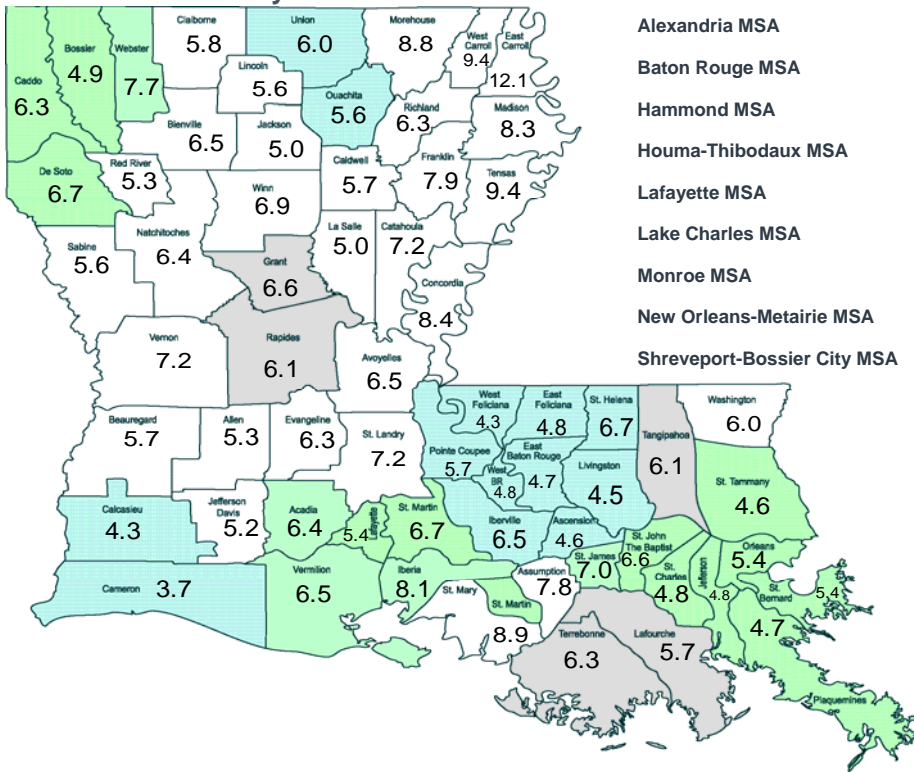 Alexandria MSA
Baton Rouge MSA
Hammond MSA
Houma-Thibodaux MSA
Lafayette MSA
Lake Charles MSA
Monroe MSA
New Orleans-Metairie MSA
Shreveport-Bossier City MSA
Caddo
6.3
Bossier
4.9
Webster
7.7
Claiborne
5.8
Union
6.0
Morehouse
8.8
West
Carroll
9.4
East
Carroll
12.1
Lincoln
5.6
Ouachita
5.6
Richland
6.3
Madison
8.3
Bienville
6.5
Jackson
5.0
De Soto
6.7
Red River
5.3
Caldwell
5.7
Franklin
7.9
Tensas
9.4
Winn
6.9
Sabine
5.6
Natchitoches
6.4
La Salle
5.0
Catahoula
7.2
Grant
6.6
Concordia
8.4
Vernon
7.2
Rapides
6.1
Avoyelles
6.5
Beauregard
5.7
Allen
5.3
Evangeline
6.3
St. Landry
7.2
West
Feliciana
4.3
East
Feliciana
4.8
St. Helena
6.7
Tangipahoa
6.1
Washington
6.0
Pointe Coupee
5.7
West
BR
4.8
East
Baton Rouge
4.7
Livingston
4.5
St. Tammany
4.6
Calcasieu
4.3
Jefferson
Davis
5.2
Acadia
6.4
Lafayette
5.4
St. Martin
6.7
Iberville
6.5
Ascension
4.6
St. James
7.0
St. John
The Baptist
6.6
St.
Charles
4.8
Jefferson
4.8
Orleans
5.4
St.
Bernard
5.4
Cameron 3.7
Vermilion
6.5
Iberia
8.1
St. Mary
8.9
St. Martin
Assumption
7.8
Terrebonne
6.3
Lafourche
5.7
4.7
Plaquemines